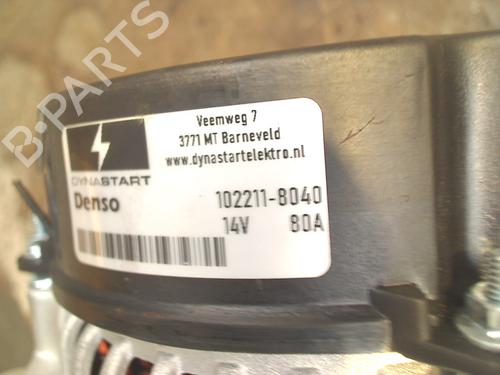 Veemweg 7
3771 MT Barneveld
www.dynastartelektro.nl
DYNASTART
Denso 102211-8040
14V 80A
B-PARTS